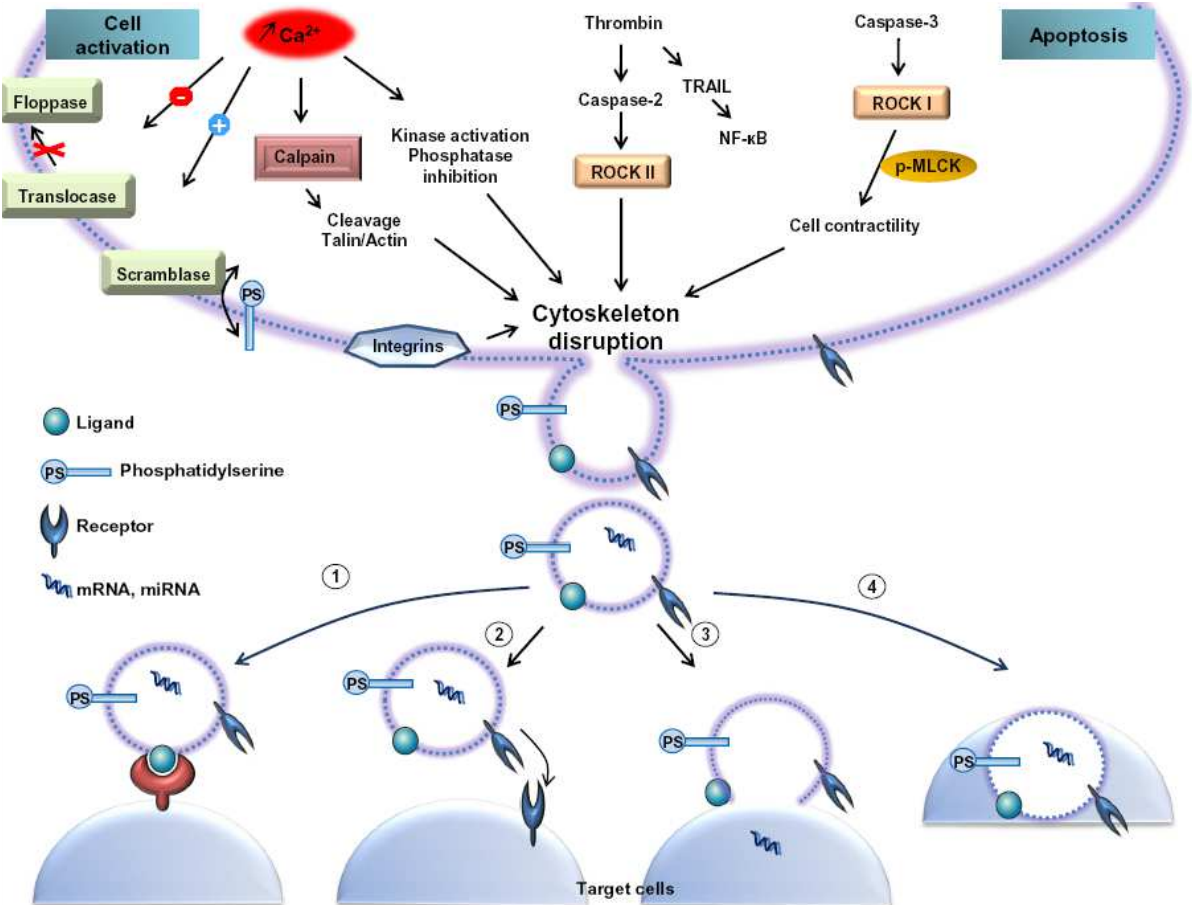 Cell
activation
↗Ca²⁺
Thrombin
Caspase-3
Apoptosis
Floppase
-
+
TRAIL
Caspase-2
ROCK I
NF-κB
Kinase activation
Phosphatase
inhibition
Calpain
ROCK II
p-MLCK
Translocase
Cleavage
Talin/Actin
Cell contractility
Scramblase
PS
Cytoskeleton
disruption
Integrins
PS
Ligand
PS Phosphatidylserine
Receptor
PS
mRNA, miRNA
1
2
3
4
PS
PS
PS
PS
Target cells